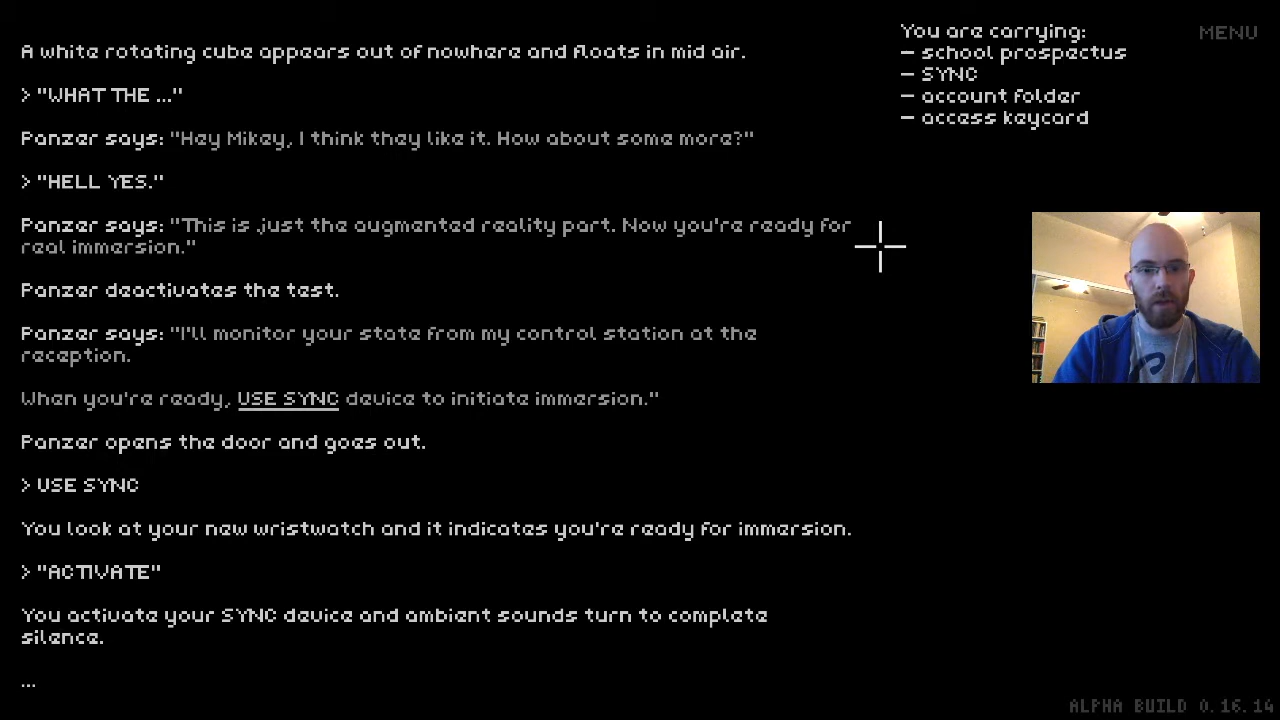 A white rotating cube appears out of nowhere and floats in mid air.
> "WHAT THE ..."
Panzer says: "Hey Mikey, I think they like it. How about some more?"
> "HELL YES."
Panzer says: "This is just the augmented reality part. Now you're ready for
real immersion."
Panzer deactivates the test.
Panzer says: "I'll monitor your state from my control station at the
reception.
When you're ready, USE SYNC device to initiate immersion."
Panzer opens the door and goes out.
> USE SYNC
You look at your new wristwatch and it indicates you're ready for immersion.
> "ACTIVATE"
You activate your SYNC device and ambient sounds turn to complete
silence.
...
You are carrying:
— school prospectus
— SYNC
— account folder
— access keycard
MENU
ALPHA BUILD 0.16.14